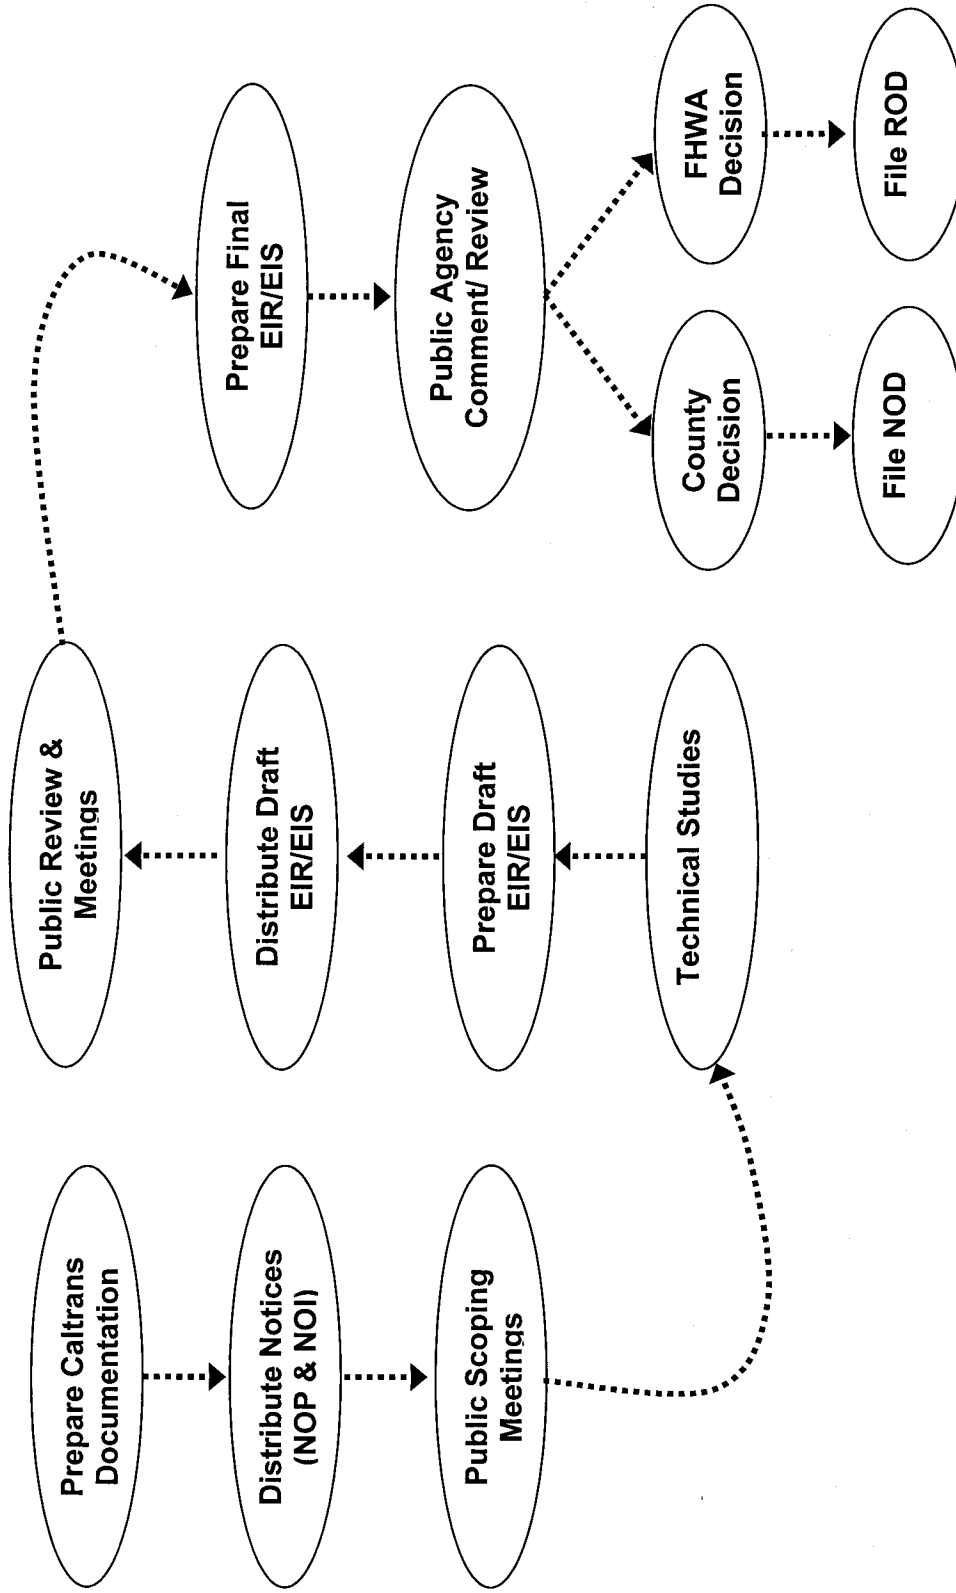 Prepare Caltrans
Documentation
Distribute Notices
(NOP & NOI)
Public Scoping
Meetings
Technical Studies
Prepare Draft
EIR/EIS
Distribute Draft
EIR/EIS
Public Review &
Meetings
Prepare Final
EIR/EIS
Public Agency
Comment/ Review
County
Decision
File NOD
FHWA
Decision
File ROD